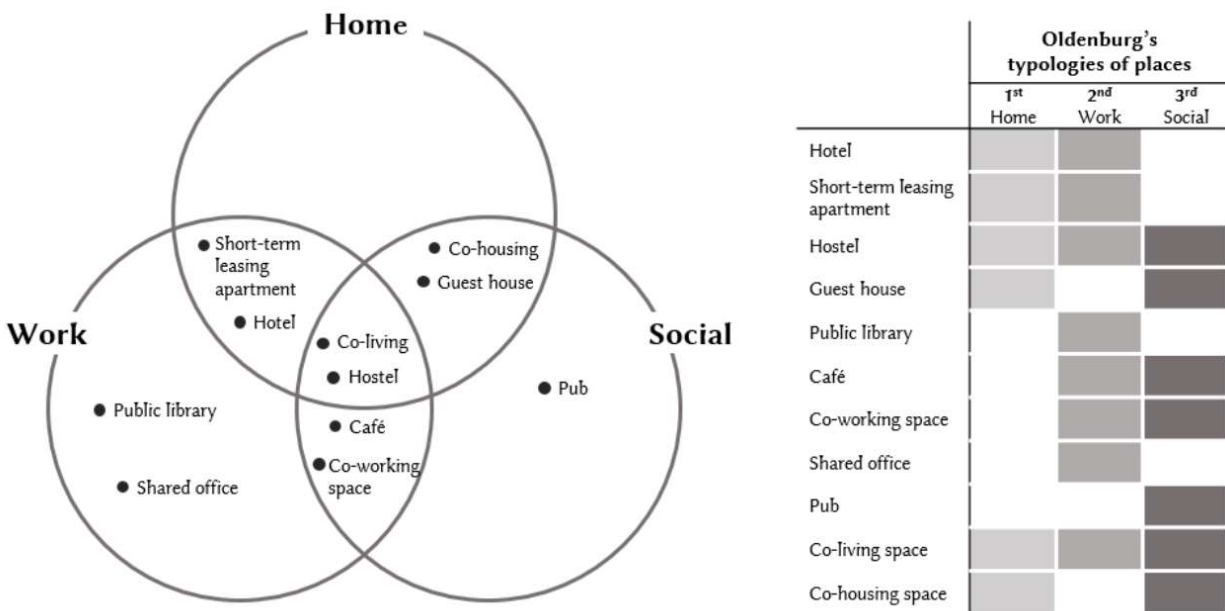 Home
Short-term
leasing
apartment
Hotel
Co-housing
Guest house
Work
Co-living
Hostel
Social
Public library
Shared office
Café
Co-working
space
Pub
Oldenburg's
typologies of places
1st 2nd 3rd
Home Work Social
Hotel
Short-term leasing
apartment
Hostel
Guest house
Public library
Café
Co-working space
Shared office
Pub
Co-living space
Co-housing space